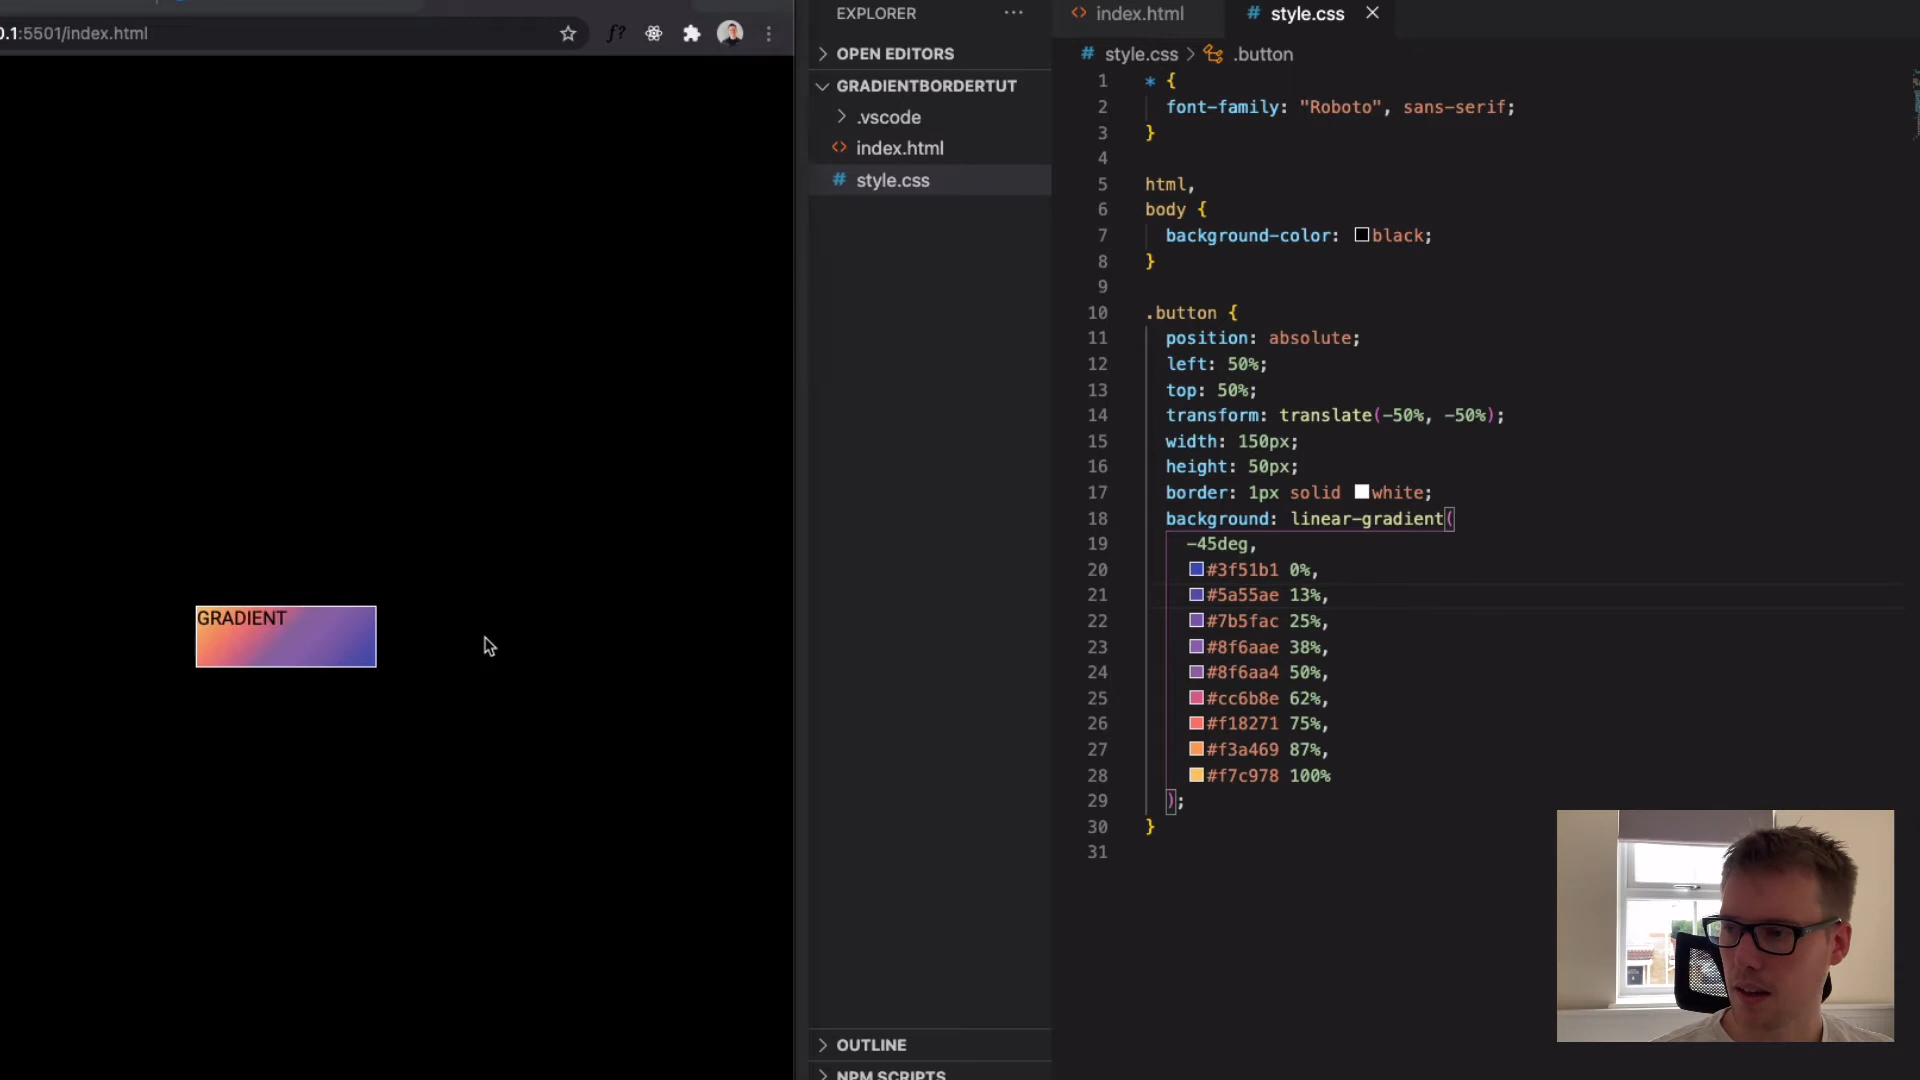 0.1:5501/index.html
f?
GRADIENT
EXPLORER
OPEN EDITORS
GRADIENTBORDERTUT
.vscode
index.html
style.css
OUTLINE
NPM SCRIPTS
index.html
# style.css
# style.css > .button
1 * {
2 font-family: "Roboto", sans-serif;
3 }
4
5 html,
6 body {
7 background-color: black;
8 }
9
10 .button {
11 position: absolute;
12 left: 50%;
13 top: 50%;
14 transform: translate(-50%, -50%);
15 width: 150px;
16 height: 50px;
17 border: 1px solid white;
18 background: linear-gradient(
19 -45deg,
20 #3f51b1 0%,
21 #5a55ae 13%,
22 #7b5fac 25%,
23 #8f6aae 38%,
24 #8f6aa4 50%,
25 #cc6b8e 62%,
26 #f18271 75%,
27 #f3a469 87%,
28 #f7c978 100%
29 );
30 }
31